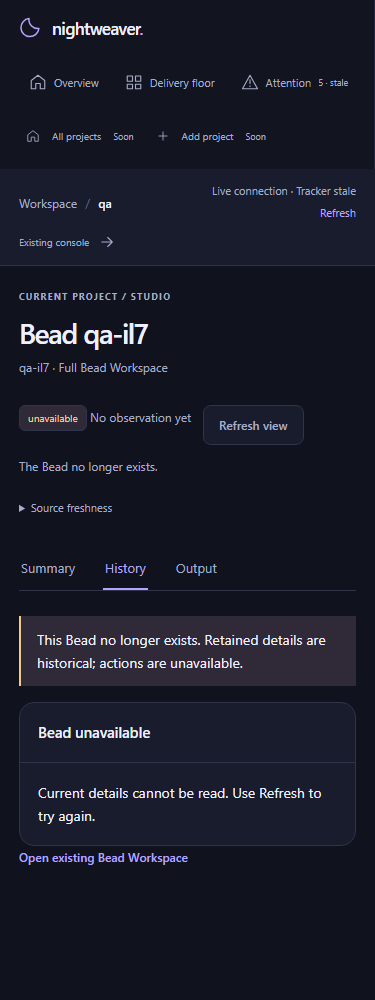 nightweaver.
Overview
Delivery floor
Attention 5 · stale
All projects Soon
Add project Soon
Workspace / qa
Live connection · Tracker stale
Refresh
Existing console
CURRENT PROJECT / STUDIO
Bead qa-il7
qa-il7 · Full Bead Workspace
unavailable No observation yet
Refresh view
The Bead no longer exists.
Source freshness
Summary
History
Output
This Bead no longer exists. Retained details are
historical; actions are unavailable.
Bead unavailable
Current details cannot be read. Use Refresh to
try again.
Open existing Bead Workspace